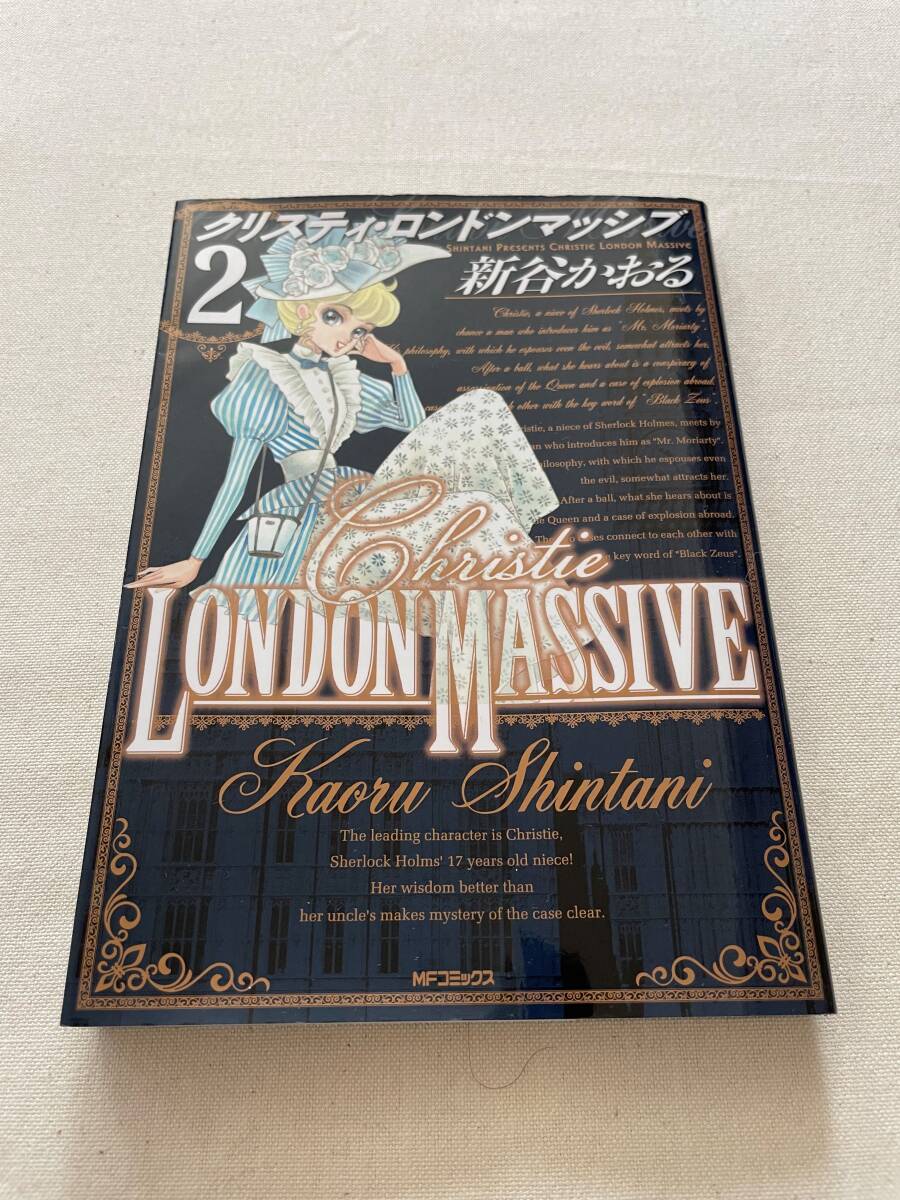 クリスティ・ロンドンマッシブ
SHINTANI PRESENTS CHRISTIE LONDON MASSIVE
2
新谷かおる
Christie, a niece of Sherlock Holmes, meets by
chance a man who introduces him as "Mr. Moriarty".
philosophy, with which he espouses even the evil, somewhat attracts her.
After a ball, what she hears about is a conspiracy of
assassination of the Queen and a case of explosion abroad.
other with the key word of "Black Zeus".
a niece of Sherlock Holmes, meets by
who introduces him as "Mr. Moriarty".
with which he espouses even
the evil, somewhat attracts her.
After a ball, what she hears about is
Queen and a case of explosion abroad.
connect to each other with
key word of "Black Zeus".
Christie
LONDON MASSIVE
Kaoru Shintani
The leading character is Christie,
Sherlock Holms' 17 years old niece!
Her wisdom better than
her uncle's makes mystery of the case clear.
MFコミックス